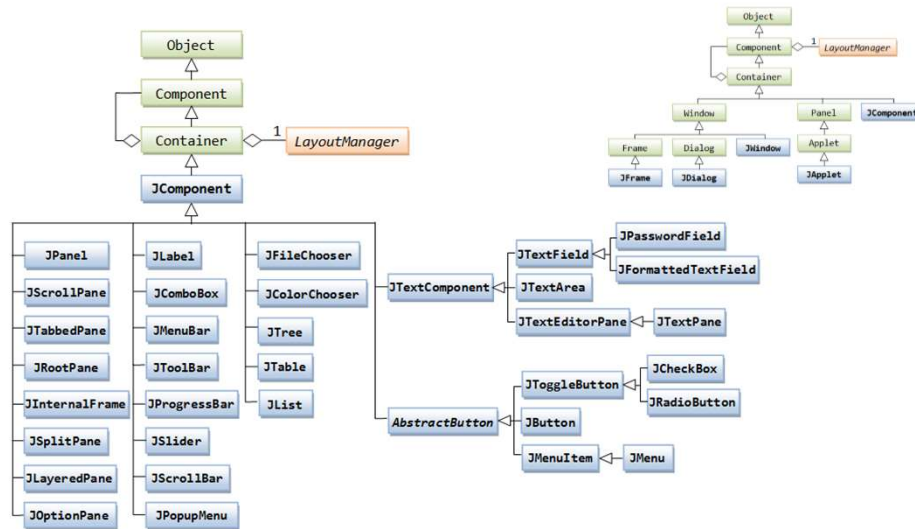 Object
Component
Container
1
LayoutManager
JComponent
JPanel
JScrollPane
JTabbedPane
JRootPane
JInternalFrame
JSplitPane
JLayeredPane
JOptionPane
JLabel
JComboBox
JMenuBar
JToolBar
JProgressBar
JSlider
JScrollBar
JPopupMenu
JFileChooser
JColorChooser
JTree
JTable
JList
JTextComponent
JTextField
JPasswordField
JFormattedTextField
JTextArea
JTextEditorPane
JTextPane
AbstractButton
JToggleButton
JCheckBox
JRadioButton
JButton
JMenuItem
JMenu
Object
Component
1
LayoutManager
Container
Window
Panel
JComponent
Frame
Dialog
JWindow
Applet
JFrame
JDialog
JApplet